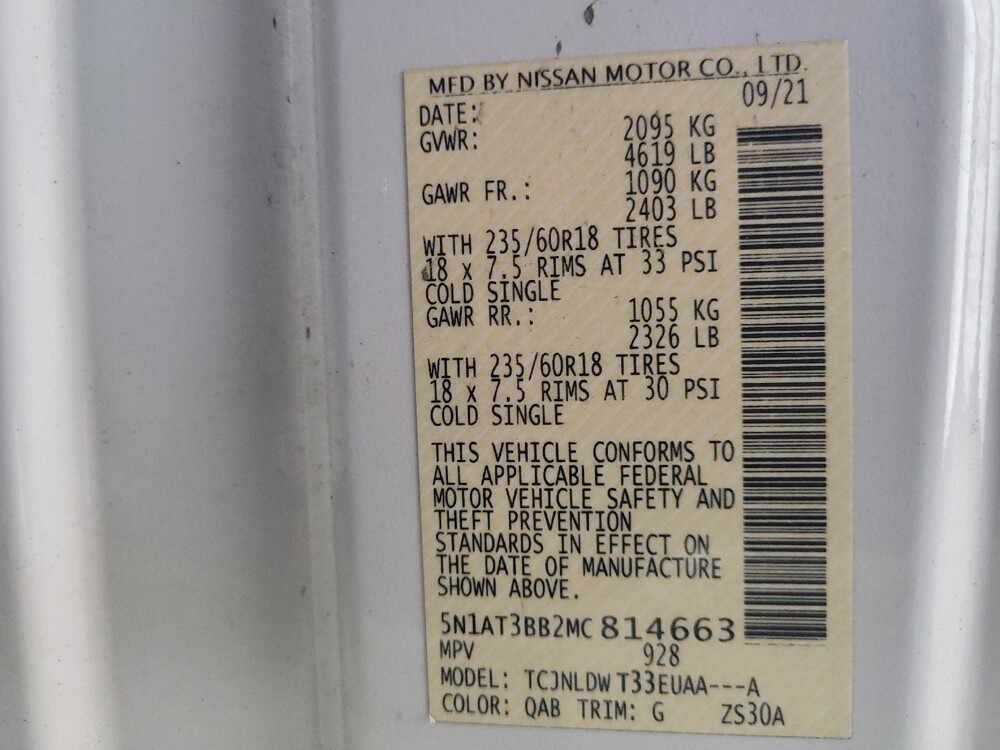 MFD BY NISSAN MOTOR CO., LTD.
DATE: 09/21
GVWR: 2095 KG
4619 LB
GAWR FR.: 1090 KG
2403 LB
WITH 235/60R18 TIRES
18 x 7.5 RIMS AT 33 PSI
COLD SINGLE
GAWR RR.: 1055 KG
2326 LB
WITH 235/60R18 TIRES
18 x 7.5 RIMS AT 30 PSI
COLD SINGLE
THIS VEHICLE CONFORMS TO
ALL APPLICABLE FEDERAL
MOTOR VEHICLE SAFETY AND
THEFT PREVENTION
STANDARDS IN EFFECT ON
THE DATE OF MANUFACTURE
SHOWN ABOVE.
5N1AT3BB2MC 814663
MPV 928
MODEL: TCJNLDW T33EUAA---A
COLOR: QAB TRIM: G ZS30A